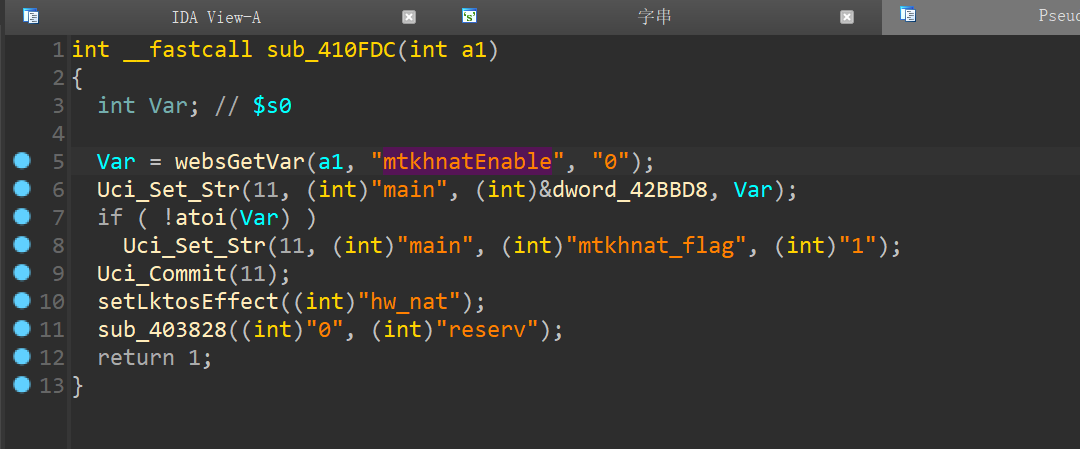 IDA View-A 字串 Pseud
1 int __fastcall sub_410FDC(int a1)
2 {
3   int Var; // $s0
4
5   Var = websGetVar(a1, "mtkhnatEnable", "0");
6   Uci_Set_Str(11, (int)"main", (int)&dword_42BBD8, Var);
7   if ( !atoi(Var) )
8     Uci_Set_Str(11, (int)"main", (int)"mtkhnat_flag", (int)"1");
9   Uci_Commit(11);
10   setLktosEffect((int)"hw_nat");
11   sub_403828((int)"0", (int)"reserv");
12   return 1;
13 }